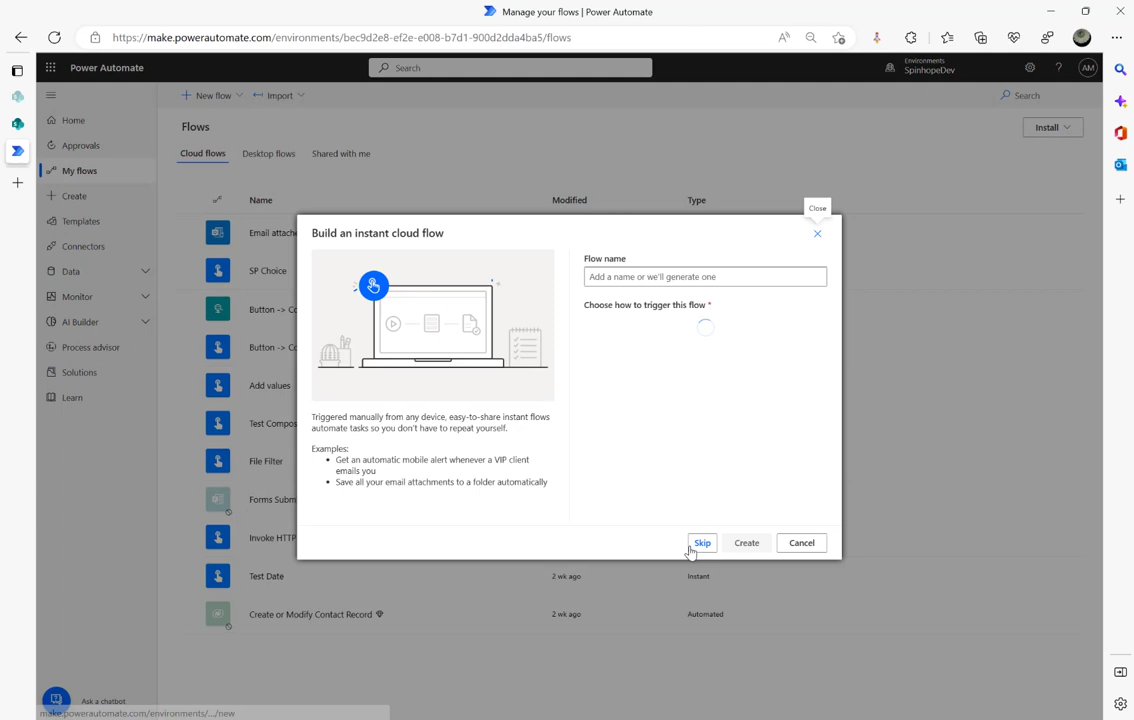 Manage your flows | Power Automate
https://make.powerautomate.com/environments/bec9d2e8-ef2e-e008-b7d1-900d2dda4ba5/flows
Power Automate
Search
Environments
SpinhopeDev
AM
New flow
Import
Search
Home
Approvals
My flows
Create
Templates
Connectors
Data
Monitor
AI Builder
Process advisor
Solutions
Learn
Ask a chatbot
Flows
Install
Cloud flows
Desktop flows
Shared with me
Name
Modified
Type
Email attache
SP Choice
Button -> Co
Button -> Co
Add values
Test Compos
File Filter
Forms Subm
Invoke HTTP
Test Date
2 wk ago
Instant
Create or Modify Contact Record
2 wk ago
Automated
Close
Build an instant cloud flow
Triggered manually from any device, easy-to-share instant flows
automate tasks so you don't have to repeat yourself.
Examples:
• Get an automatic mobile alert whenever a VIP client
emails you
• Save all your email attachments to a folder automatically
Flow name
Add a name or we'll generate one
Choose how to trigger this flow *
Skip
Create
Cancel
make.powerautomate.com/environments/.../new